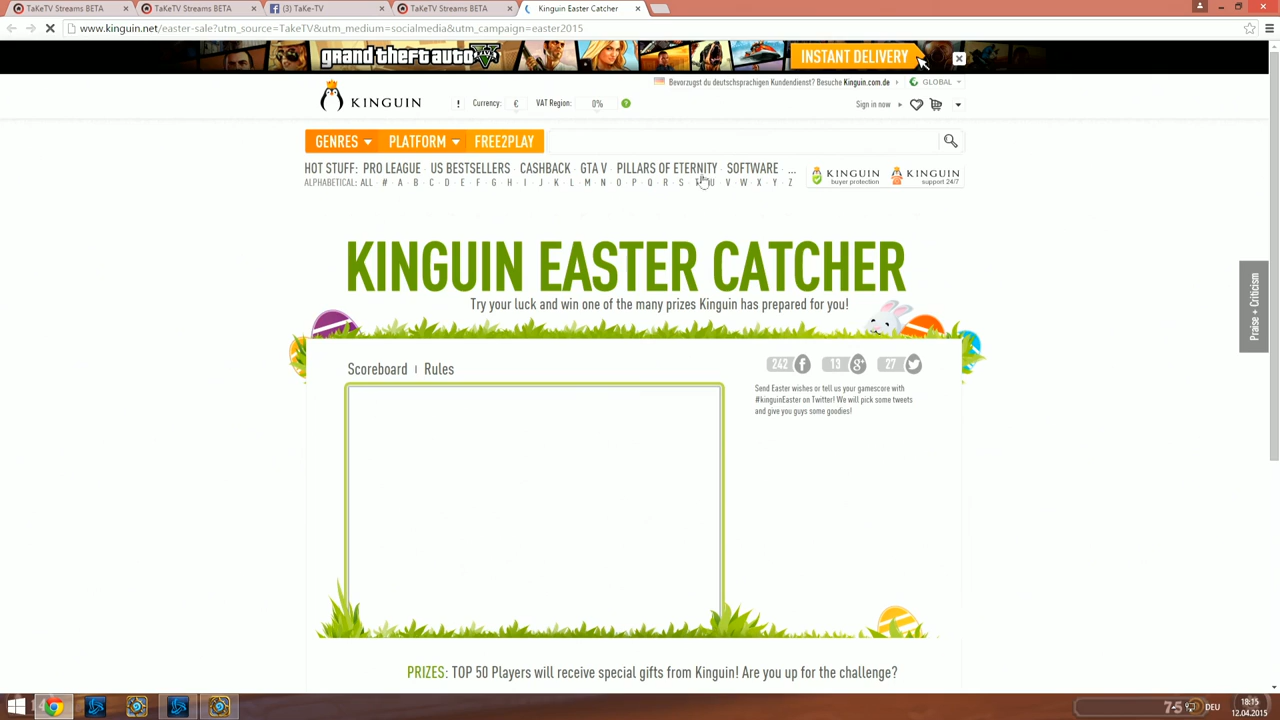 TaKeTV Streams BETA
TaKeTV Streams BETA
(3) TaKe-TV
TaKeTV Streams BETA
Kinguin Easter Catcher
www.kinguin.net/easter-sale?utm_source=TakeTV&utm_medium=socialmedia&utm_campaign=easter2015
grand theft auto V
INSTANT DELIVERY
Bevorzugst du deutschsprachigen Kundendienst? Besuche Kinguin.com.de
GLOBAL
KINGUIN
! Currency: € VAT Region: 0% ?
Sign in now
GENRES PLATFORM FREE2PLAY
HOT STUFF: PRO LEAGUE US BESTSELLERS CASHBACK GTA V PILLARS OF ETERNITY SOFTWARE ...
ALPHABETICAL: ALL # A B C D E F G H I J K L M N O P Q R S T U V W X Y Z
KINGUIN buyer protection
KINGUIN support 24/7
KINGUIN EASTER CATCHER
Try your luck and win one of the many prizes Kinguin has prepared for you!
Praise + Criticism
Scoreboard | Rules
242 13 27
Send Easter wishes or tell us your gamescore with
#kinguinEaster on Twitter! We will pick some tweets
and give you guys some goodies!
PRIZES: TOP 50 Players will receive special gifts from Kinguin! Are you up for the challenge?
DEU
18:15
12.04.2015